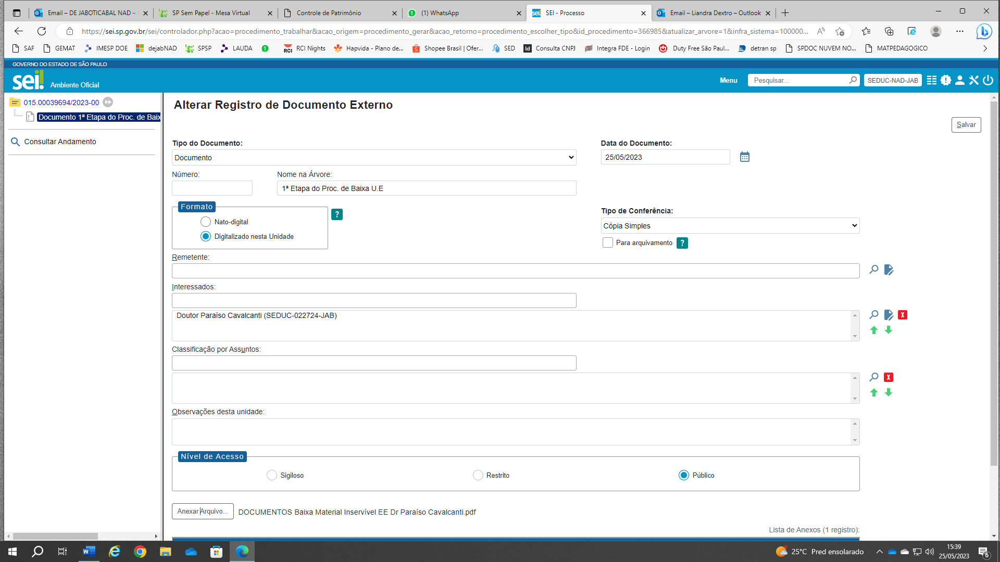 Email – DE JABOTICABAL NAD –
SP Sem Papel - Mesa Virtual
Controle de Patrimônio
(1) WhatsApp
SEI - Processo
Email – Liandra Dextro – Outlook
https://sei.sp.gov.br/sei/controlador.php?acao=procedimento_trabalhar&acao_origem=procedimento_gerar&acao_retorno=procedimento_escolher_tipo&id_procedimento=366985&atualizar_arvore=1&infra_sistema=100000...
SAF
GEMAT
IMESP DOE
dejabNAD
SPSP
LAUDA
RCI Nights
Hapvida - Plano de...
Shopee Brasil | Ofer...
SED
Consulta CNPJ
Integra FDE - Login
Duty Free São Paul...
detran sp
SPDOC NUVEM NO...
MATPEDAGOGICO
GOVERNO DO ESTADO DE SÃO PAULO
sei!
Ambiente Oficial
Menu
Pesquisar...
SEDUC-NAD-JAB
015.00039694/2023-00
Documento 1ª Etapa do Proc. de Baix
Consultar Andamento
Alterar Registro de Documento Externo
Salvar
Tipo do Documento:
Data do Documento:
Documento
25/05/2023
Número:
Nome na Árvore:
1ª Etapa do Proc. de Baixa U.E
Formato
?
Nato-digital
Digitalizado nesta Unidade
Tipo de Conferência:
Cópia Simples
Para arquivamento
?
Remetente:
Interessados:
Doutor Paraíso Cavalcanti (SEDUC-022724-JAB)
Classificação por Assuntos:
Observações desta unidade:
Nível de Acesso
Sigiloso
Restrito
Público
Anexar Arquivo...
DOCUMENTOS Baixa Material Inservível EE Dr Paraíso Cavalcanti.pdf
Lista de Anexos (1 registro):
25°C Pred ensolarado
15:39
25/05/2023
6